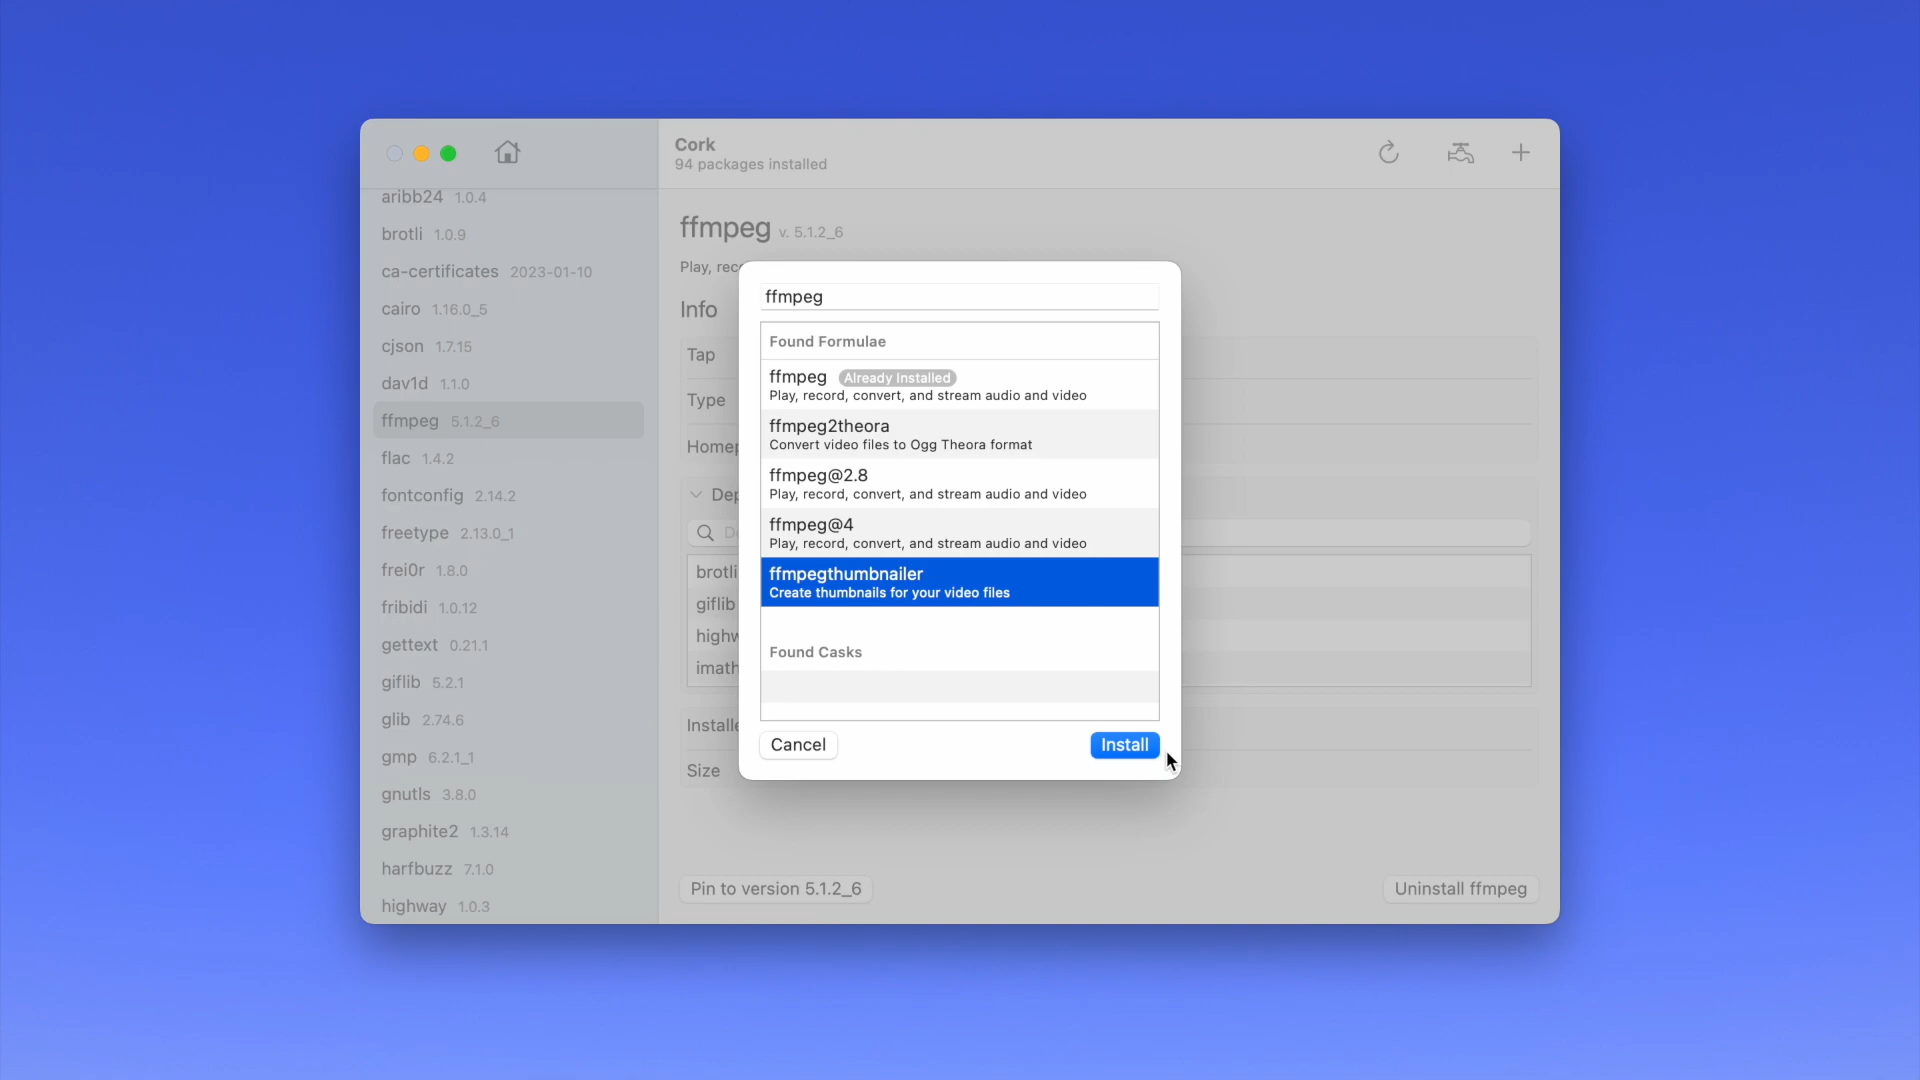 Cork
94 packages installed
aribb24 1.0.4
brotli 1.0.9
ca-certificates 2023-01-10
cairo 1.16.0_5
cjson 1.7.15
dav1d 1.1.0
ffmpeg 5.1.2_6
flac 1.4.2
fontconfig 2.14.2
freetype 2.13.0_1
frei0r 1.8.0
fribidi 1.0.12
gettext 0.21.1
giflib 5.2.1
glib 2.74.6
gmp 6.2.1_1
gnutls 3.8.0
graphite2 1.3.14
harfbuzz 7.1.0
highway 1.0.3
ffmpeg v. 5.1.2_6
Play, rec
Info
Tap
Type
Homep
Dep
brotli
giflib
highw
imath
Installe
Size
Pin to version 5.1.2_6
Uninstall ffmpeg
ffmpeg
Found Formulae
ffmpeg Already Installed
Play, record, convert, and stream audio and video
ffmpeg2theora
Convert video files to Ogg Theora format
ffmpeg@2.8
Play, record, convert, and stream audio and video
ffmpeg@4
Play, record, convert, and stream audio and video
ffmpegthumbnailer
Create thumbnails for your video files
Found Casks
Cancel
Install